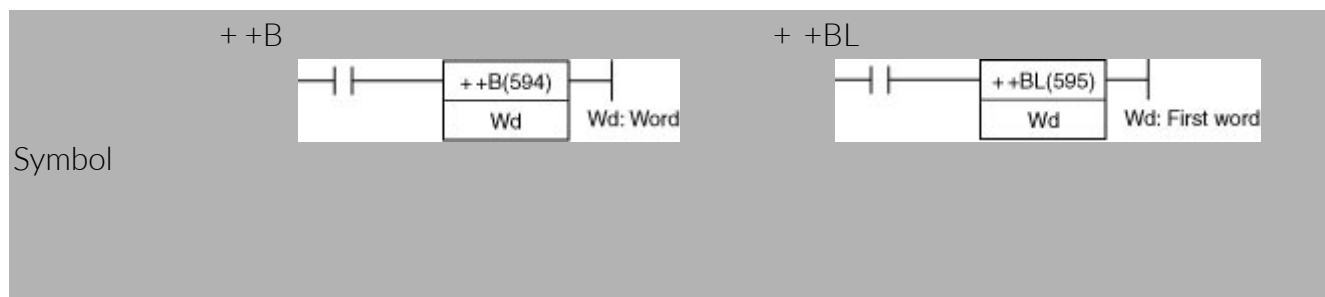 + +B
+ +BL
+ +B(594)
Wd
Wd: Word
+ +BL(595)
Wd
Wd: First word
Symbol